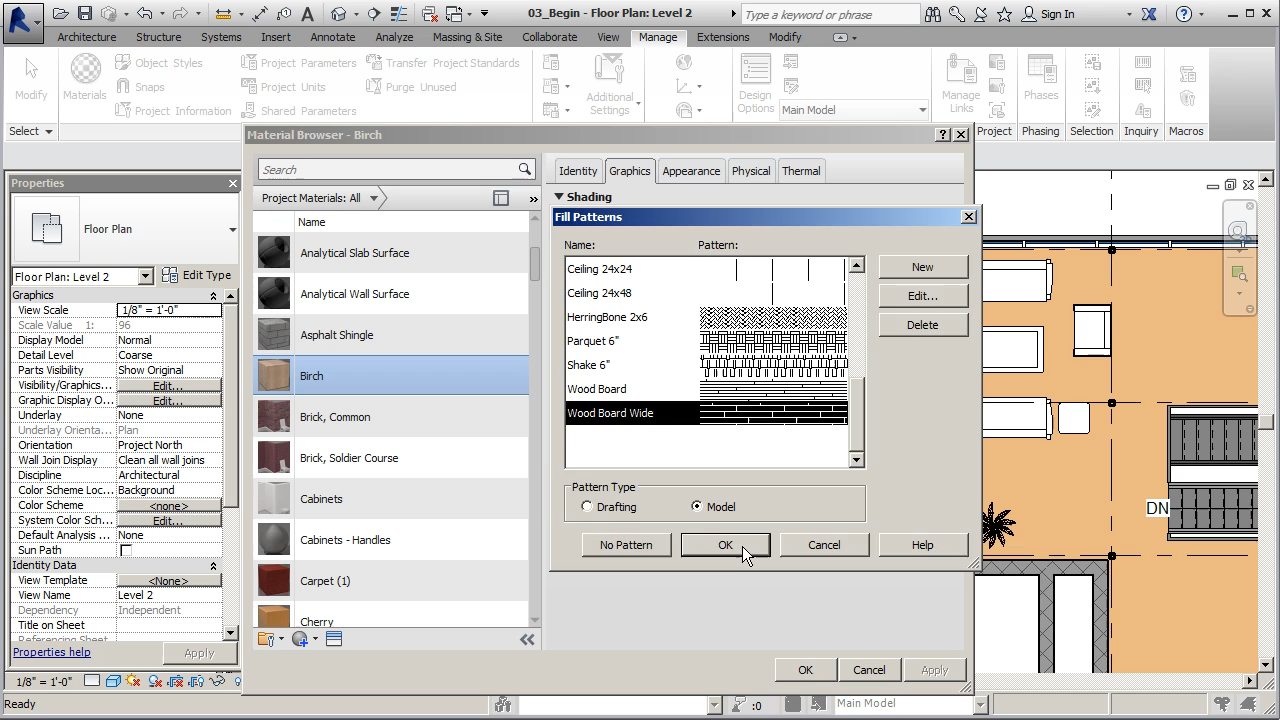 03_Begin - Floor Plan: Level 2
Type a keyword or phrase
Sign In
Architecture Structure Systems Insert Annotate Analyze Massing & Site Collaborate View Manage Extensions Modify
Modify
Materials
Object Styles
Snaps
Project Information
Project Parameters
Project Units
Shared Parameters
Transfer Project Standards
Purge Unused
Additional
Settings
Design
Options
Main Model
Manage
Links
Phases
Select
Project Phasing Selection Inquiry Macros
Properties
Floor Plan
Floor Plan: Level 2
Edit Type
Graphics
View Scale 1/8" = 1'-0"
Scale Value 1: 96
Display Model Normal
Detail Level Coarse
Parts Visibility Show Original
Visibility/Graphics... Edit...
Graphic Display O... Edit...
Underlay None
Underlay Orienta... Plan
Orientation Project North
Wall Join Display Clean all wall joins
Discipline Architectural
Color Scheme Loc... Background
Color Scheme <none>
System Color Sch... Edit...
Default Analysis ... None
Sun Path
Identity Data
View Template <None>
View Name Level 2
Dependency Independent
Title on Sheet
Referencing Sheet
Properties help
Apply
Material Browser - Birch
Search
Project Materials: All
Name
Analytical Slab Surface
Analytical Wall Surface
Asphalt Shingle
Birch
Brick, Common
Brick, Soldier Course
Cabinets
Cabinets - Handles
Carpet (1)
Cherry
Identity Graphics Appearance Physical Thermal
Shading
Fill Patterns
Name: Pattern:
Ceiling 24x24
Ceiling 24x48
HerringBone 2x6
Parquet 6"
Shake 6"
Wood Board
Wood Board Wide
New
Edit...
Delete
Pattern Type
Drafting Model
No Pattern OK Cancel Help
OK Cancel Apply
DN
1/8" = 1'-0"
Ready
:0
Main Model